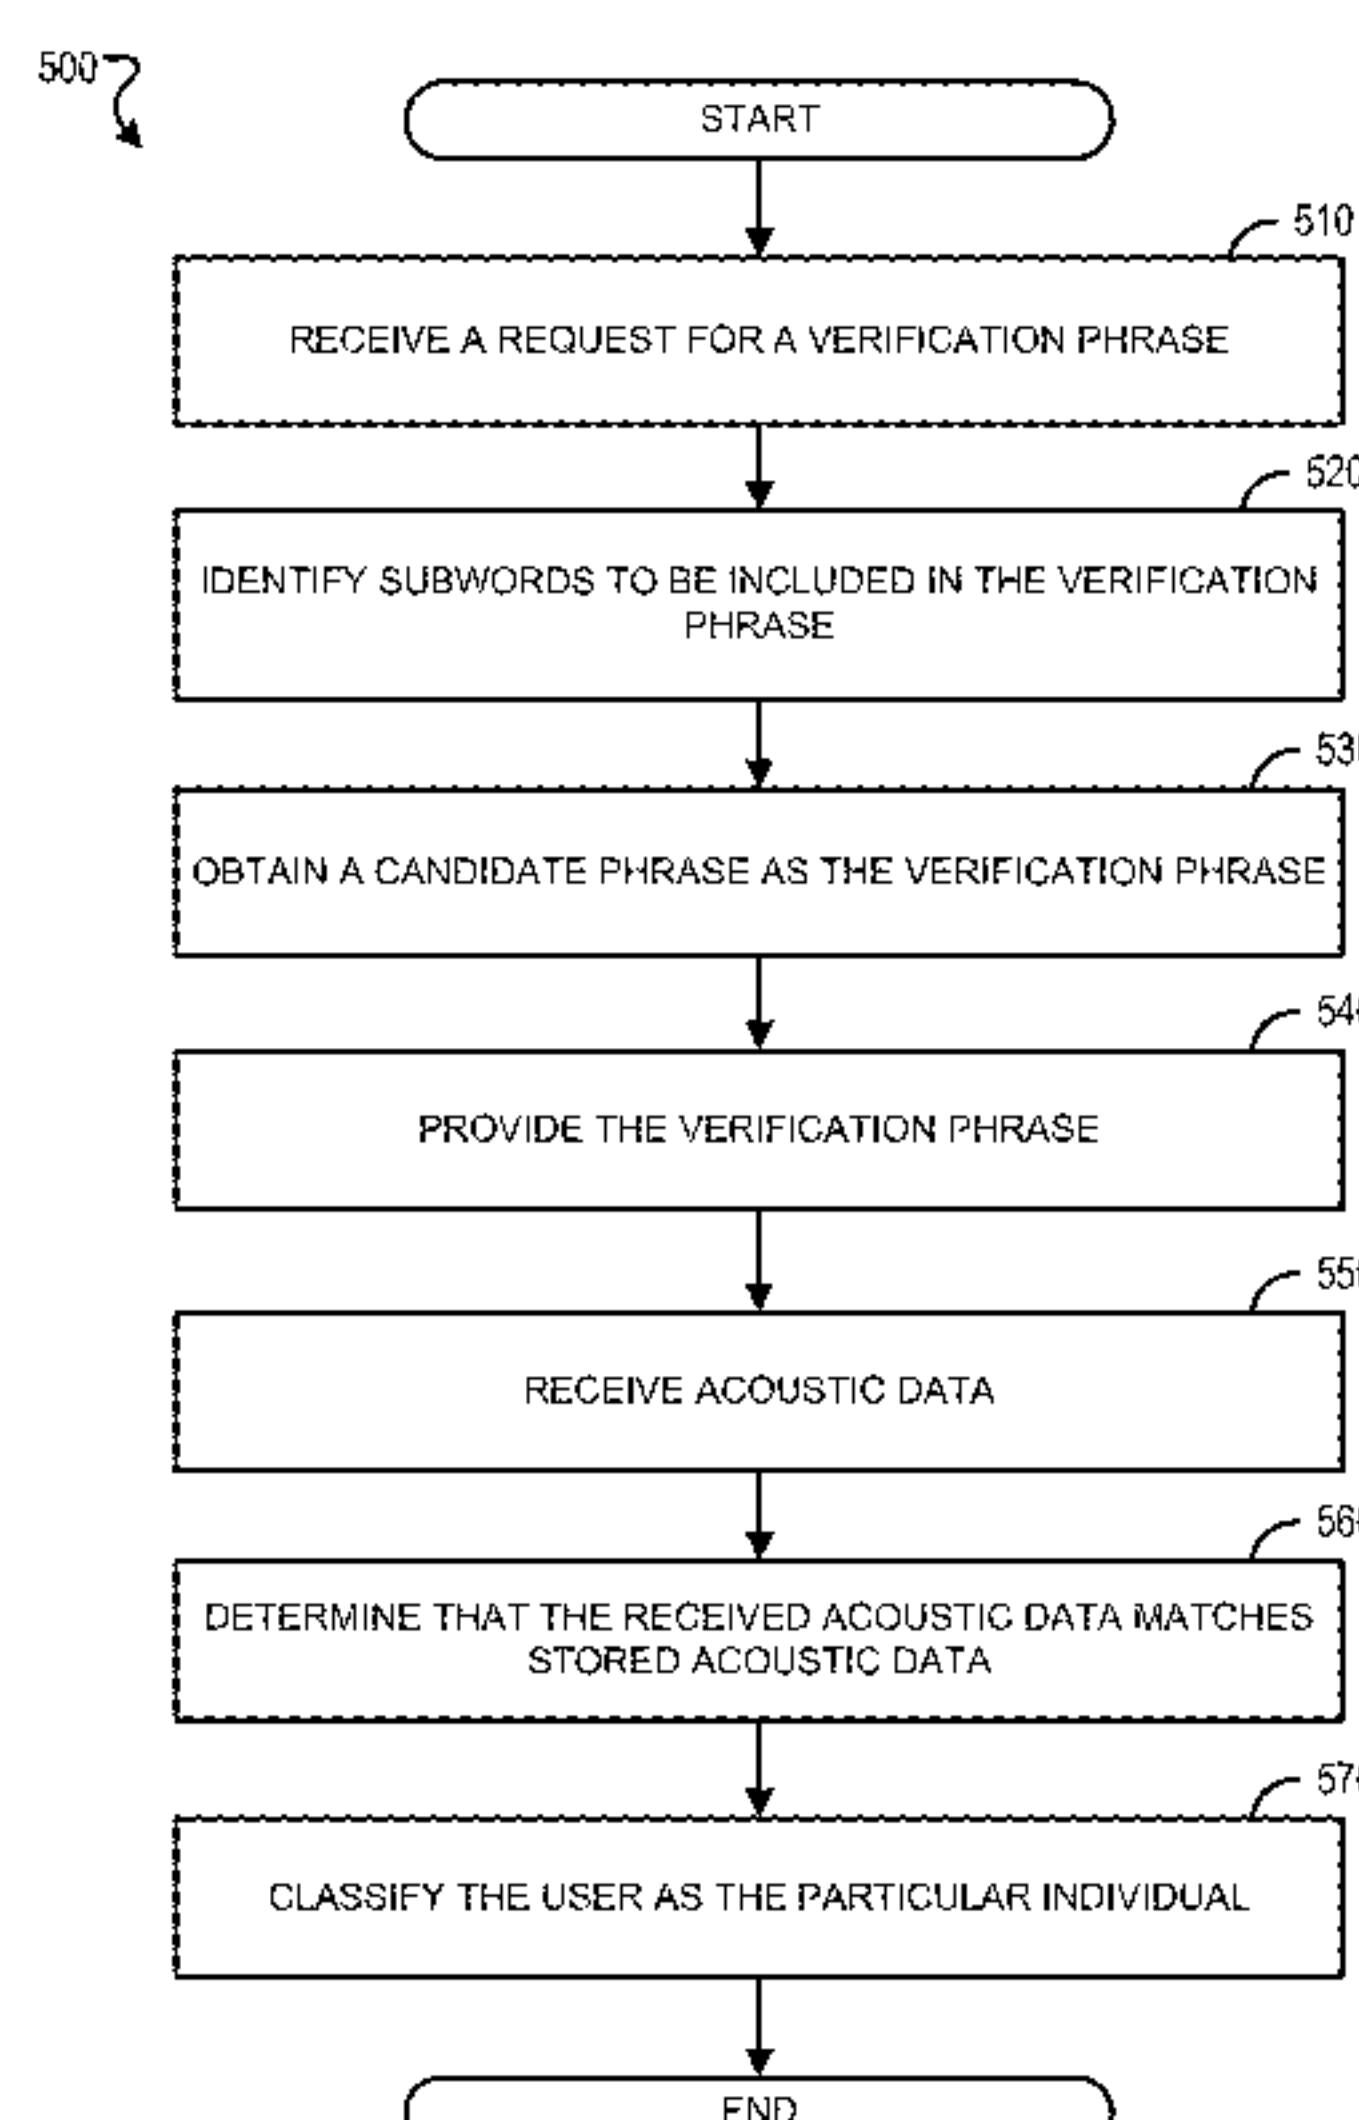 500
START
510
RECEIVE A REQUEST FOR A VERIFICATION PHRASE
520
IDENTIFY SUBWORDS TO BE INCLUDED IN THE VERIFICATION
PHRASE
OBTAIN A CANDIDATE PHRASE AS THE VERIFICATION PHRASE
PROVIDE THE VERIFICATION PHRASE
RECEIVE ACOUSTIC DATA
DETERMINE THAT THE RECEIVED ACOUSTIC DATA MATCHES
STORED ACOUSTIC DATA
CLASSIFY THE USER AS THE PARTICULAR INDIVIDUAL
END